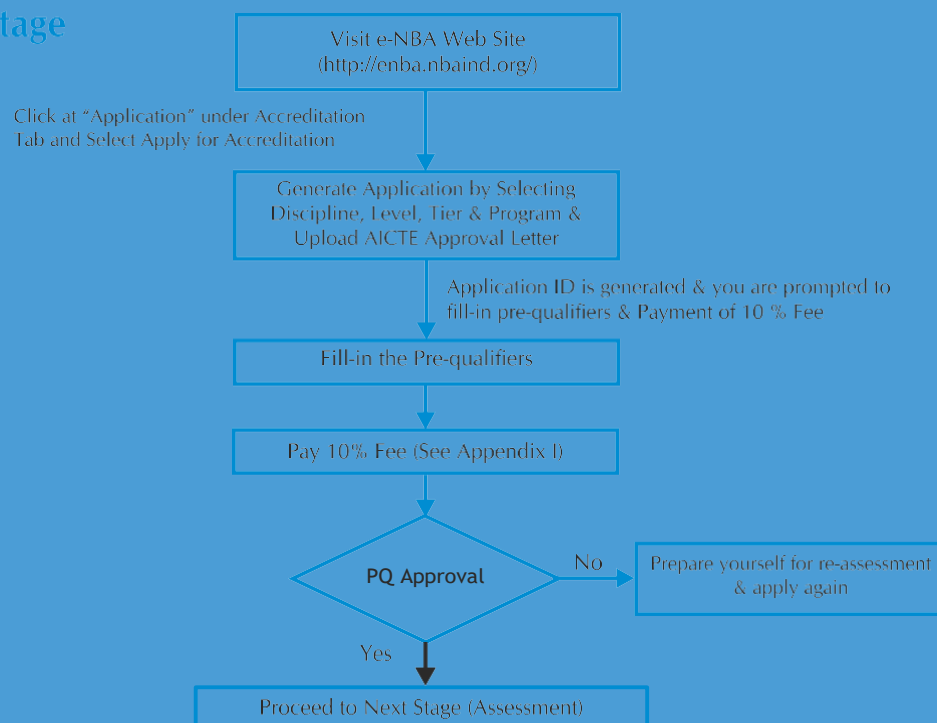 tage
Visit e-NBA Web Site
(http://enba.nbaind.org/)
Click at “Application” under Accreditation
Tab and Select Apply for Accreditation
Generate Application by Selecting
Discipline, Level, Tier & Program &
Upload AICTE Approval Letter
Application ID is generated & you are prompted to
fill-in pre-qualifiers & Payment of 10 % Fee
Fill-in the Pre-qualifiers
Pay 10% Fee (See Appendix I)
PQ Approval
No
Prepare yourself for re-assessment
& apply again
Yes
Proceed to Next Stage (Assessment)